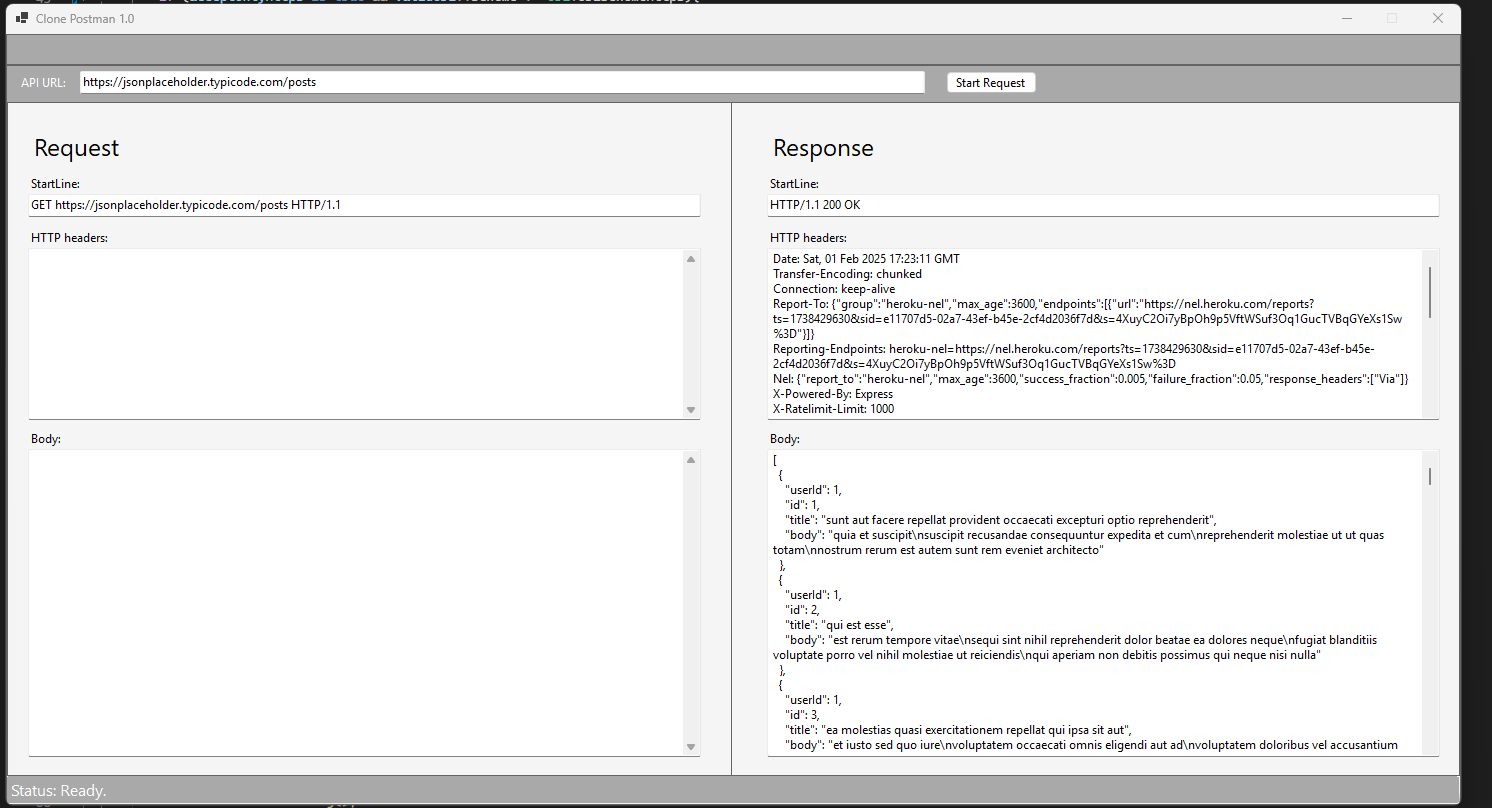 Clone Postman 1.0
API URL:
https://jsonplaceholder.typicode.com/posts
Start Request
Request
StartLine:
GET https://jsonplaceholder.typicode.com/posts HTTP/1.1
HTTP headers:
Body:
Response
StartLine:
HTTP/1.1 200 OK
HTTP headers:
Date: Sat, 01 Feb 2025 17:23:11 GMT
Transfer-Encoding: chunked
Connection: keep-alive
Report-To: {"group":"heroku-nel","max_age":3600,"endpoints":[{"url":"https://nel.heroku.com/reports?
ts=1738429630&sid=e11707d5-02a7-43ef-b45e-2cf4d2036f7d&s=4XuyC2Oi7yBpOh9p5VftWSuf3Oq1GucTVBqGYeXs1Sw
%3D"}]}
Reporting-Endpoints: heroku-nel=https://nel.heroku.com/reports?ts=1738429630&sid=e11707d5-02a7-43ef-b45e-
2cf4d2036f7d&s=4XuyC2Oi7yBpOh9p5VftWSuf3Oq1GucTVBqGYeXs1Sw%3D
Nel: {"report_to":"heroku-nel","max_age":3600,"success_fraction":0.005,"failure_fraction":0.05,"response_headers":["Via"]}
X-Powered-By: Express
X-Ratelimit-Limit: 1000
Body:
[
{
"userId": 1,
"id": 1,
"title": "sunt aut facere repellat provident occaecati excepturi optio reprehenderit",
"body": "quia et suscipit\nsuscipit recusandae consequuntur expedita et cum\nreprehenderit molestiae ut ut quas
totam\nnostrum rerum est autem sunt rem eveniet architecto"
},
{
"userId": 1,
"id": 2,
"title": "qui est esse",
"body": "est rerum tempore vitae\nsequi sint nihil reprehenderit dolor beatae ea dolores neque\nfugiat blanditiis
voluptate porro vel nihil molestiae ut reiciendis\nqui aperiam non debitis possimus qui neque nisi nulla"
},
{
"userId": 1,
"id": 3,
"title": "ea molestias quasi exercitationem repellat qui ipsa sit aut",
"body": "et iusto sed quo iure\nvoluptatem occaecati omnis eligendi aut ad\nvoluptatem doloribus vel accusantium
Status: Ready.